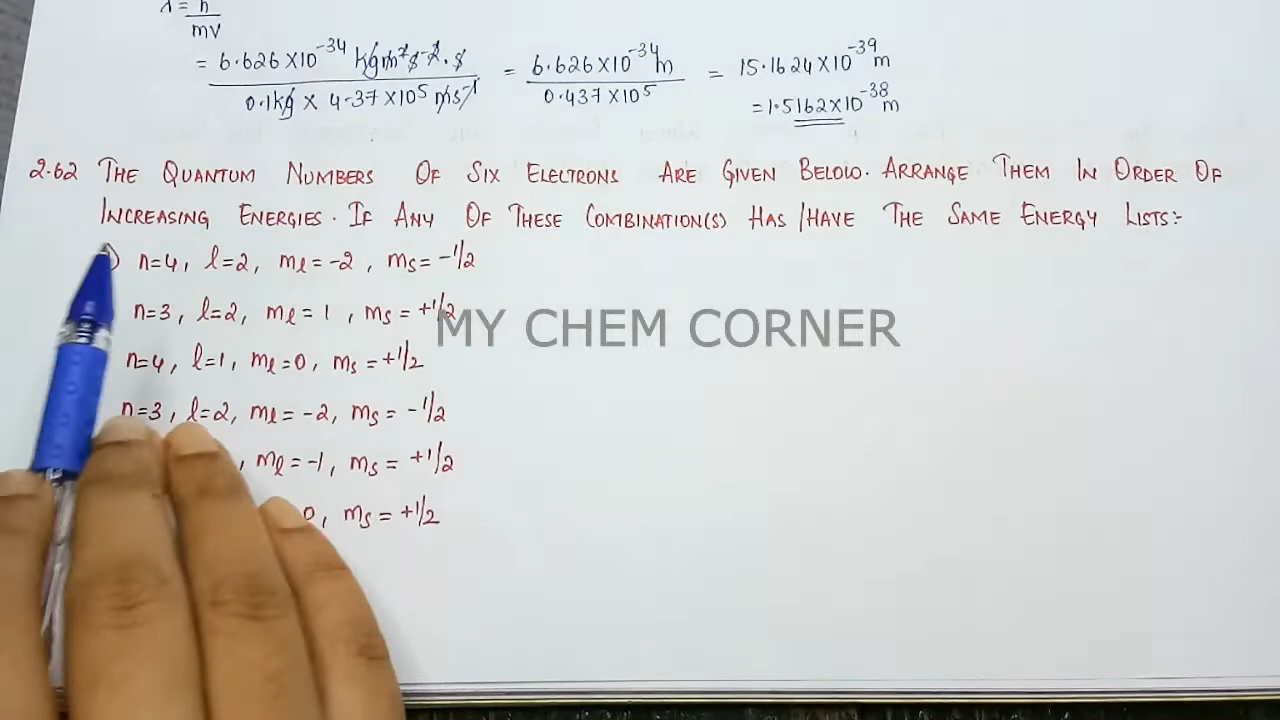 λ = h
mv
= 6.626 × 10⁻³⁴ kgm²s⁻².s = 6.626 × 10⁻³⁴ m = 15.1624 × 10⁻³⁹ m
0.1kg × 4.37 × 10⁵ ms⁻¹ 0.437 × 10⁵ = 1.5162 × 10⁻³⁸ m
2.62 THE QUANTUM NUMBERS OF SIX ELECTRONS ARE GIVEN BELOW. ARRANGE THEM IN ORDER OF
INCREASING ENERGIES. IF ANY OF THESE COMBINATION(S) HAS/HAVE THE SAME ENERGY LISTS:-
) n=4, l=2, ml = -2, ms = -1/2
n=3, l=2, ml = 1, ms = +1/2
MY CHEM CORNER
n=4, l=1, ml=0, ms = +1/2
n=3, l=2, ml = -2, ms = -1/2
, ml = -1, ms = +1/2
0, ms = +1/2